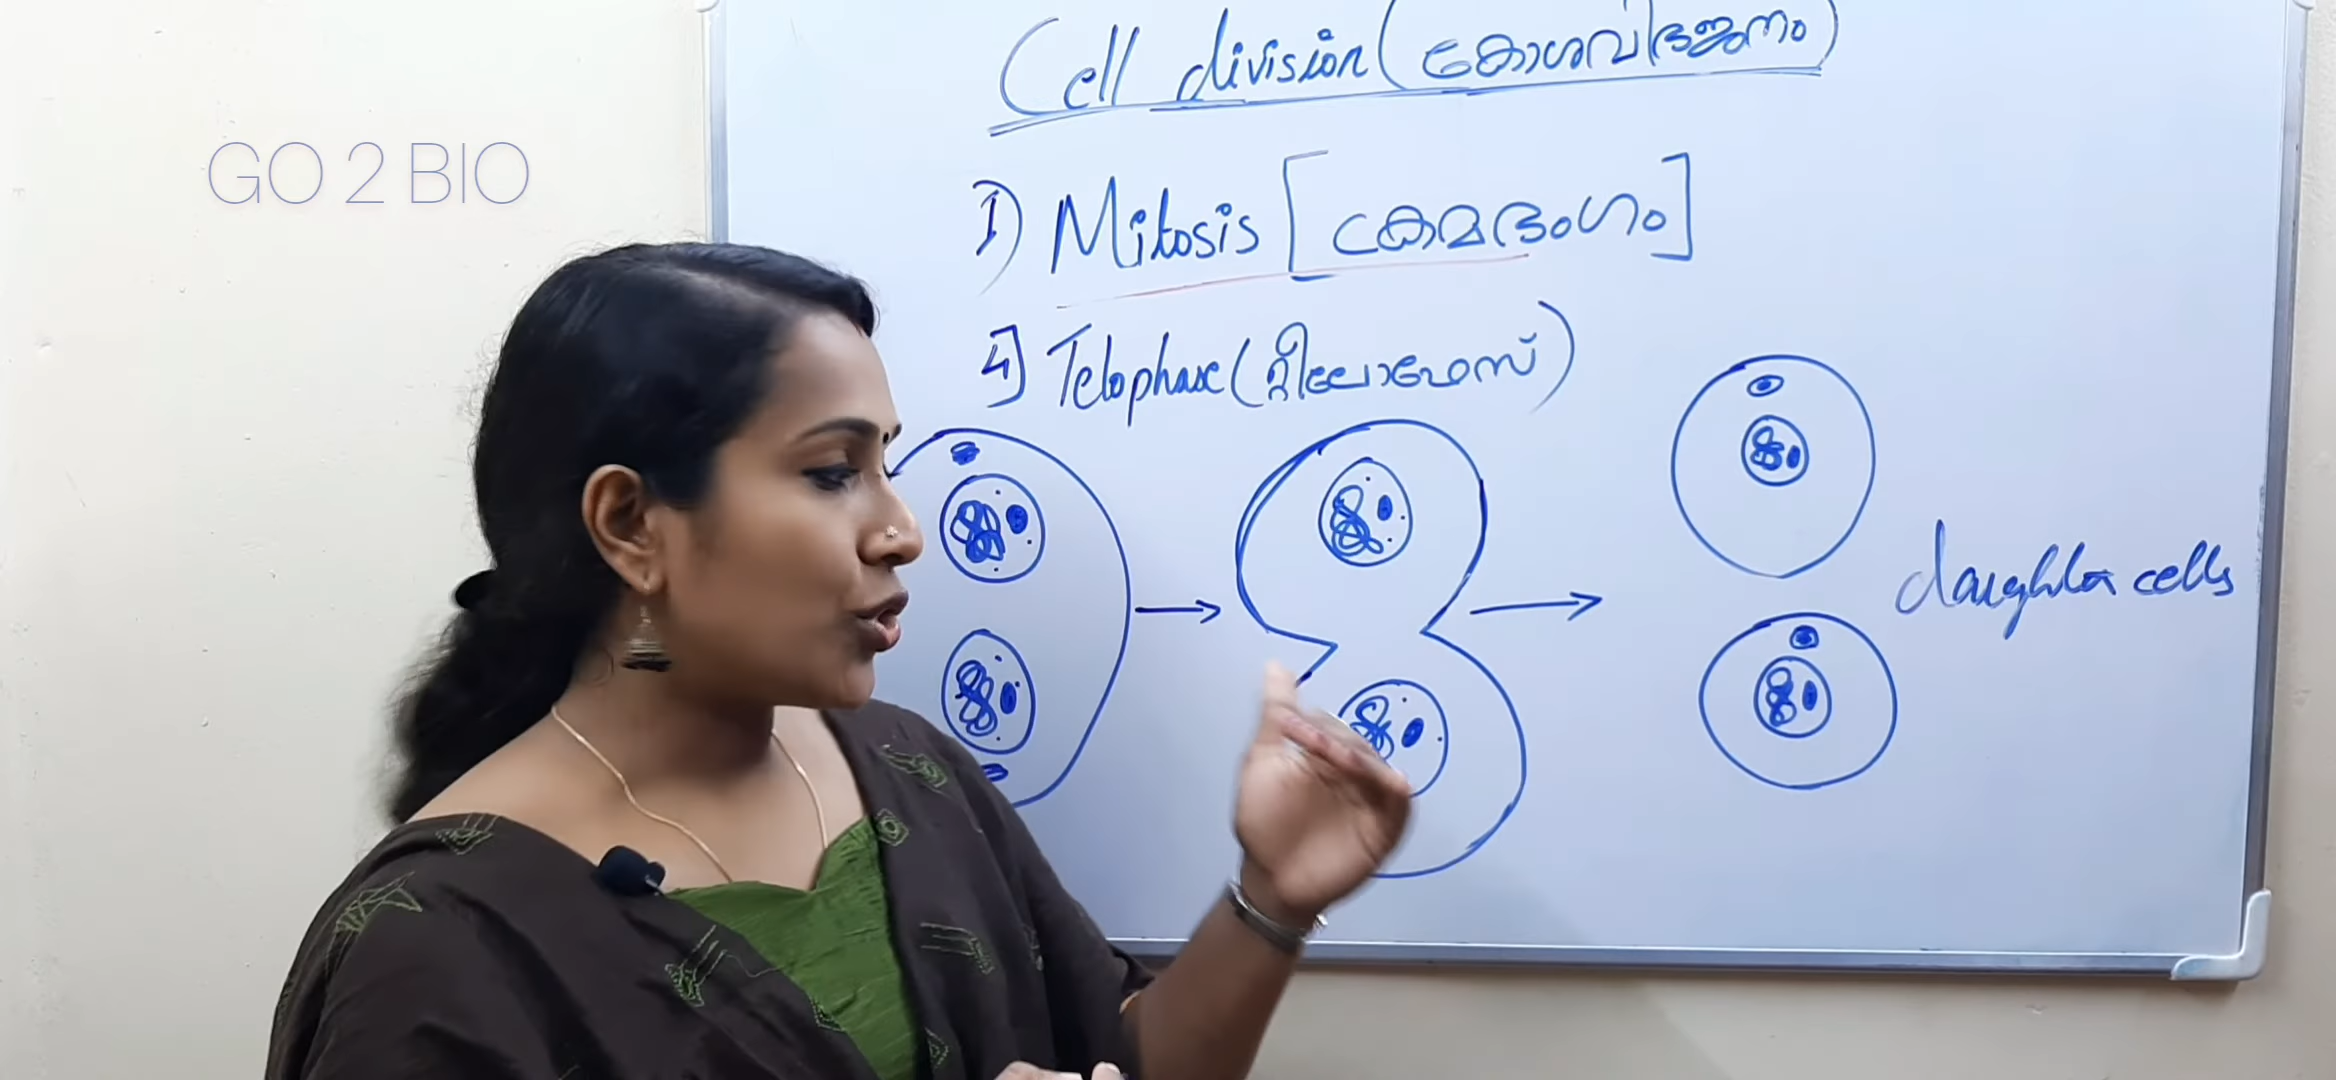 GO 2 BIO
Cell division (കോശവിഭജനം)
1) Mitosis [ ക്രമഭംഗം ]
4] Telophase (റ്റീലോഫേസ്)
daughter cells